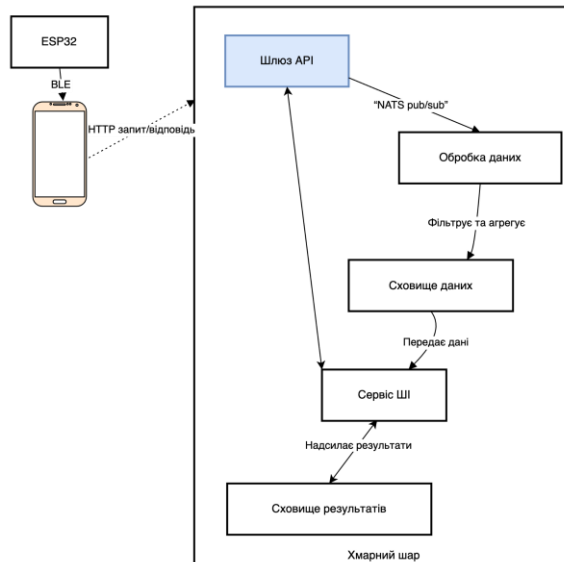 ESP32
BLE
HTTP запит/відповідь
Шлюз API
“NATS pub/sub”
Обробка даних
Фільтрує та агрегує
Сховище даних
Передає дані
Сервіс ШІ
Надсилає результати
Сховище результатів
Хмарний шар